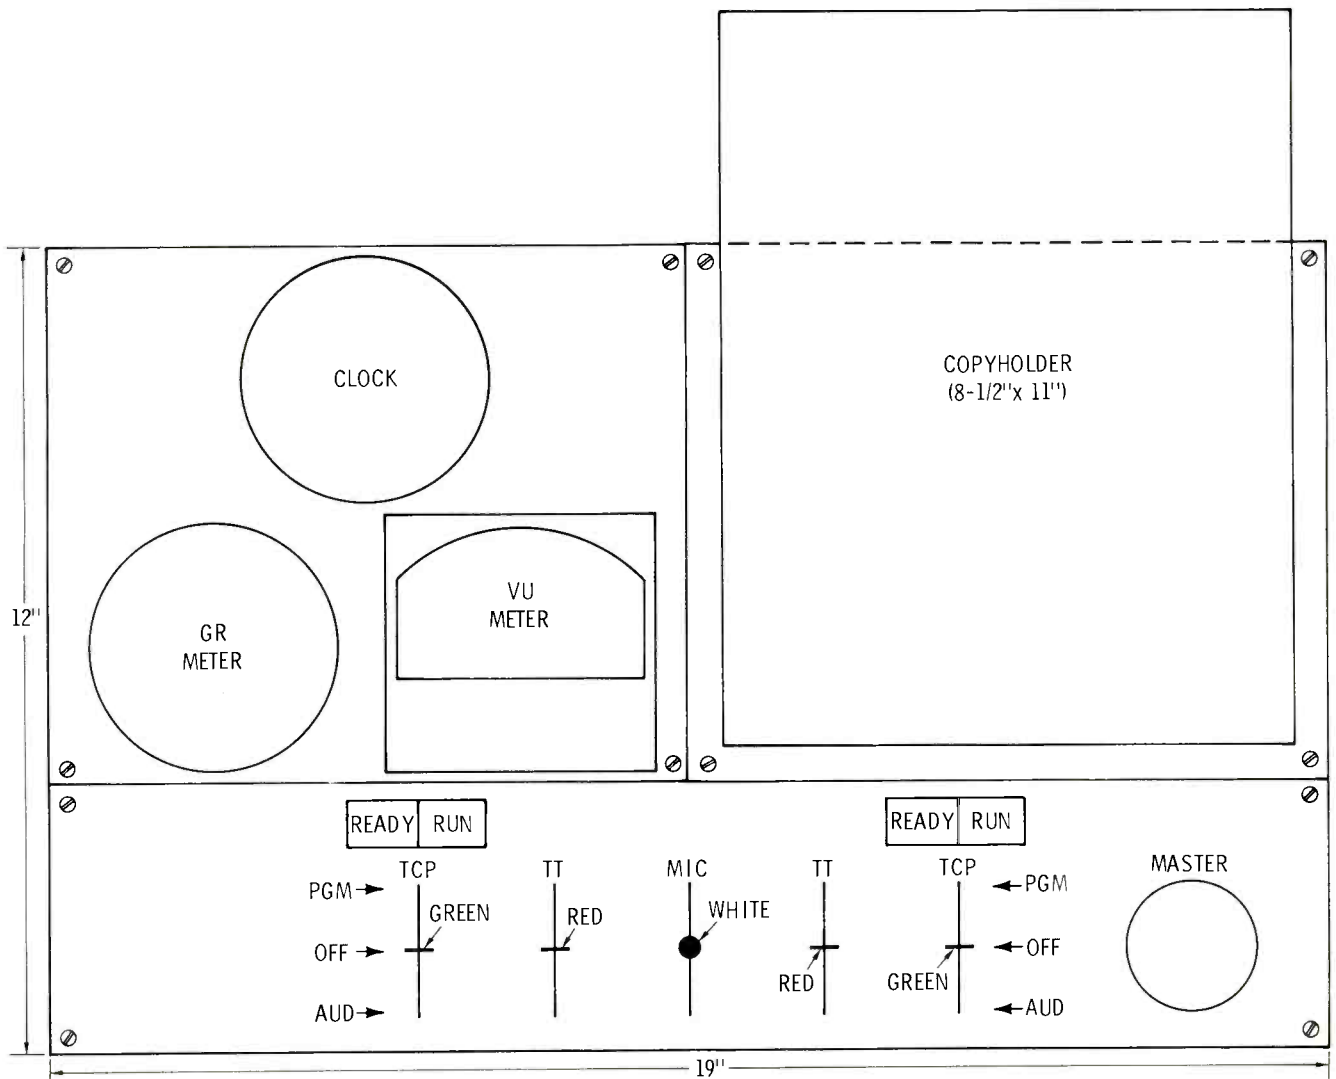 CLOCK
COPYHOLDER
(8-1/2"x 11")
12"
GR
METER
VU
METER
READY RUN
READY RUN
TCP TT MIC TT TCP MASTER
PGM PGM
GREEN RED WHITE
OFF OFF
RED GREEN
AUD AUD
19"